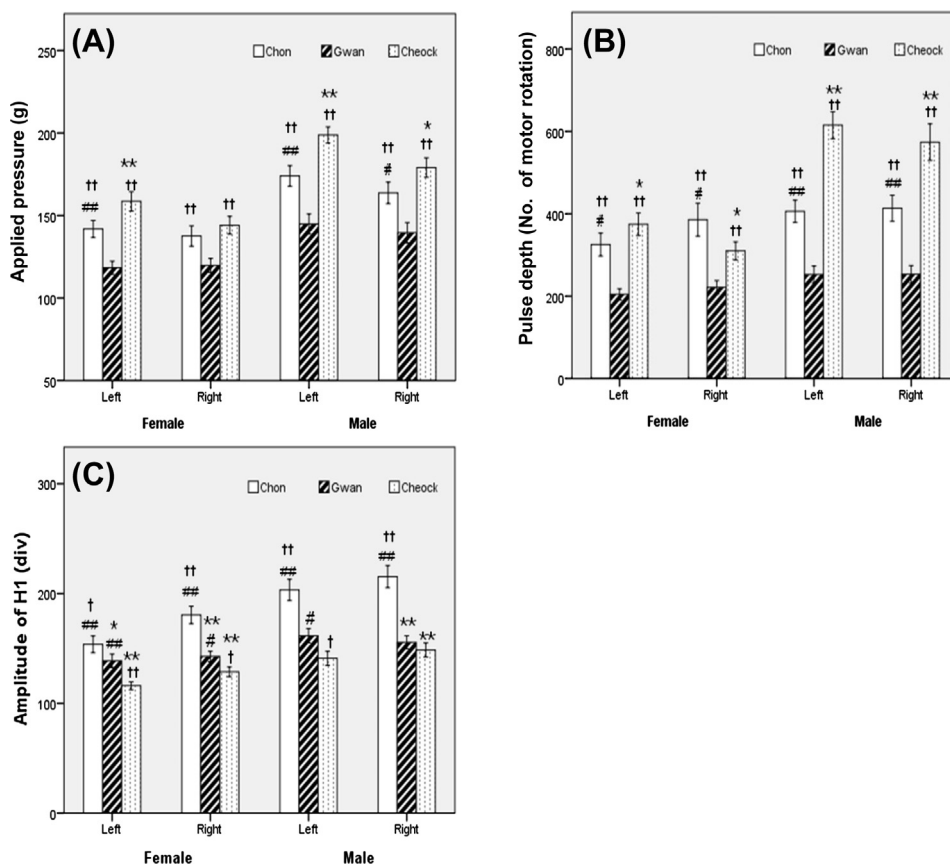 (A)
250
Chon Gwan Cheock
Applied pressure (g)
200
150
100
50
** †† ††
†† ## * ††
†† # ††
** †† ##
††
†† ††
Left Right Left Right
Female Male
(B)
800
Chon Gwan Cheock
Pulse depth (No. of motor rotation)
600
400
200
0
** ††
** ††
†† # * ††
†† # * ††
†† ##
†† ##
Left Right Left Right
Female Male
(C)
300
Chon Gwan Cheock
Amplitude of H1 (div)
200
100
0
† ## * ## ** ††
†† ## ** # ** †
†† ## # †
†† ## ** **
Left Right Left Right
Female Male